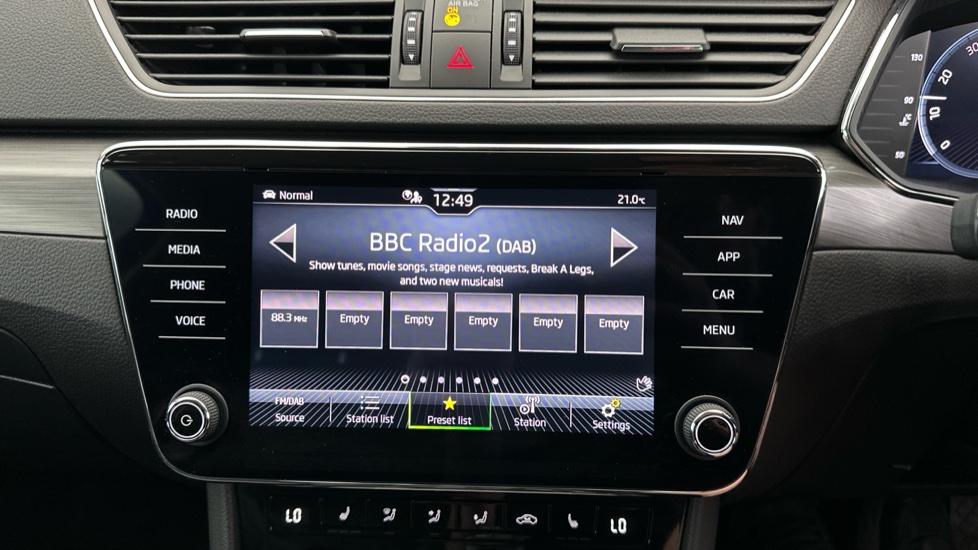 AIR BAG
ON
130
90
°C
50
30
20
10
0
Normal
12:49
21.0°C
RADIO
MEDIA
PHONE
VOICE
BBC Radio2 (DAB)
Show tunes, movie songs, stage news, requests, Break A Legs,
and two new musicals!
88.3 MHz
Empty
Empty
Empty
Empty
Empty
FM/DAB
Source
Station list
Preset list
Station
Settings
NAV
APP
CAR
MENU
LO
LO